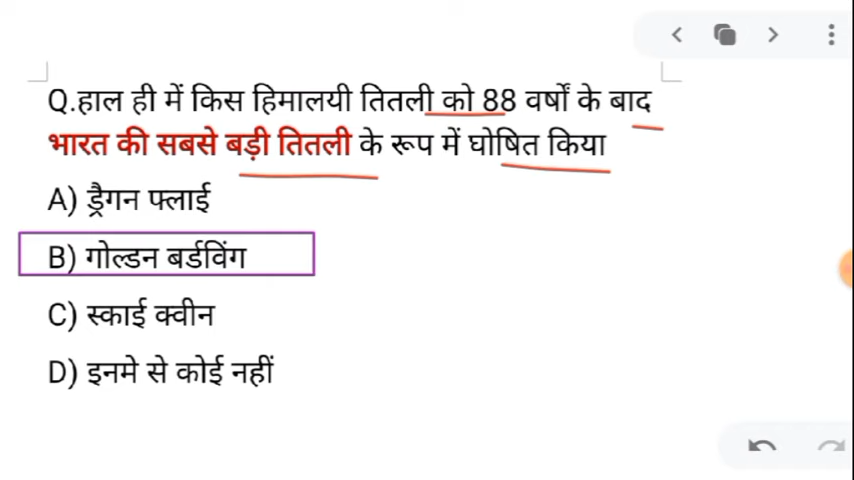 Q.हाल ही में किस हिमालयी तितली को 88 वर्षों के बाद
भारत की सबसे बड़ी तितली के रूप में घोषित किया
A) ड्रैगन फ्लाई
B) गोल्डन बर्डविंग
C) स्काई क्वीन
D) इनमे से कोई नहीं